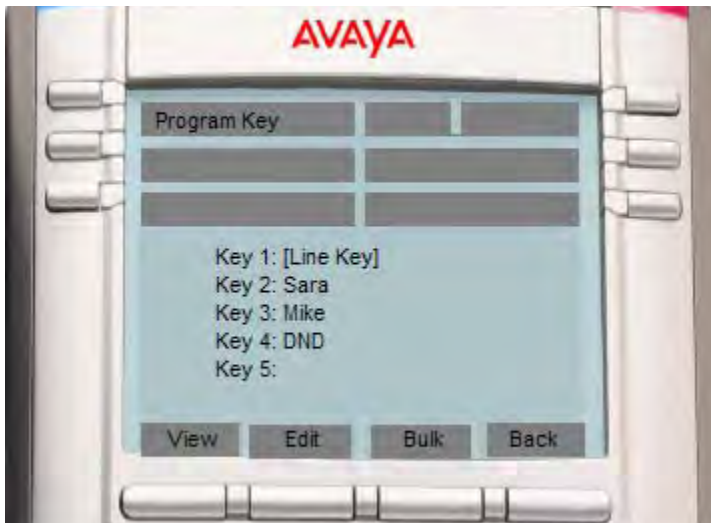 AVAYA
Program Key
Key 1: [Line Key]
Key 2: Sara
Key 3: Mike
Key 4: DND
Key 5:
View Edit Bulk Back